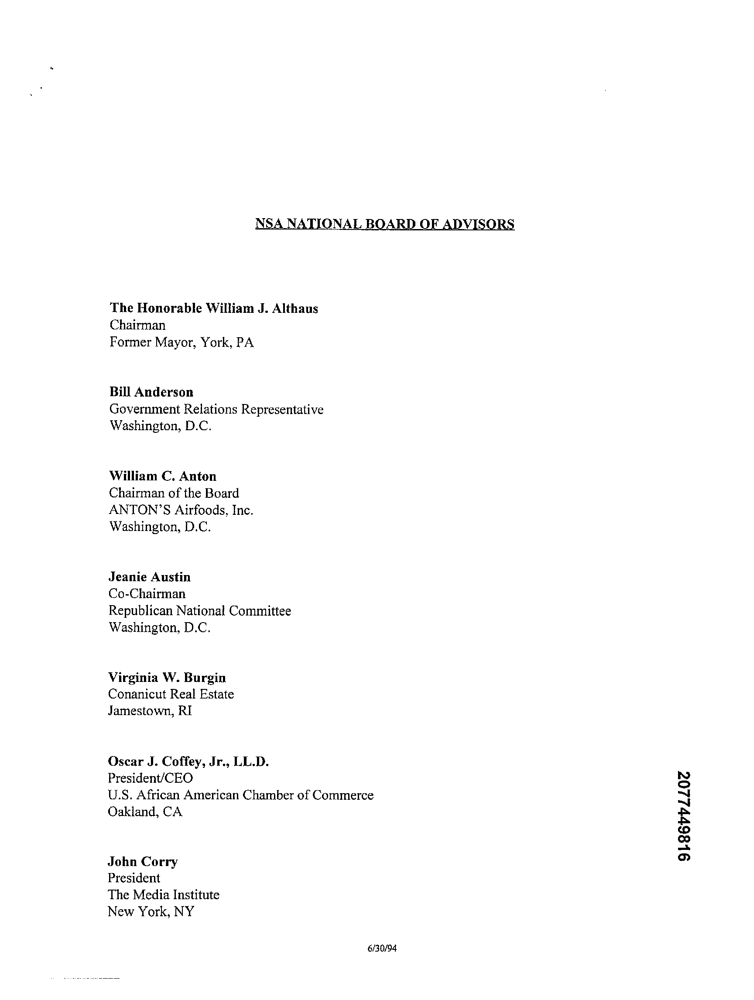 NSA NATIONAL BOARD OF ADVISORS
The Honorable William J. Althaus
Chairman
Former Mayor, York, PA
Bill Anderson
Government Relations Representative
Washington, D.C.
William C. Anton
Chairman of the Board
ANTON'S Airfoods, Inc.
Washington, D.C.
Jeanie Austin
Co-Chairman
Republican National Committee
Washington, D.C.
Virginia W. Burgin
Conanicut Real Estate
Jamestown, RI
Oscar J. Coffey, Jr., LL.D.
President/CEO
U.S. African American Chamber of Commerce
Oakland, CA
John Corry
President
The Media Institute
New York, NY
6/30/94
2077449816